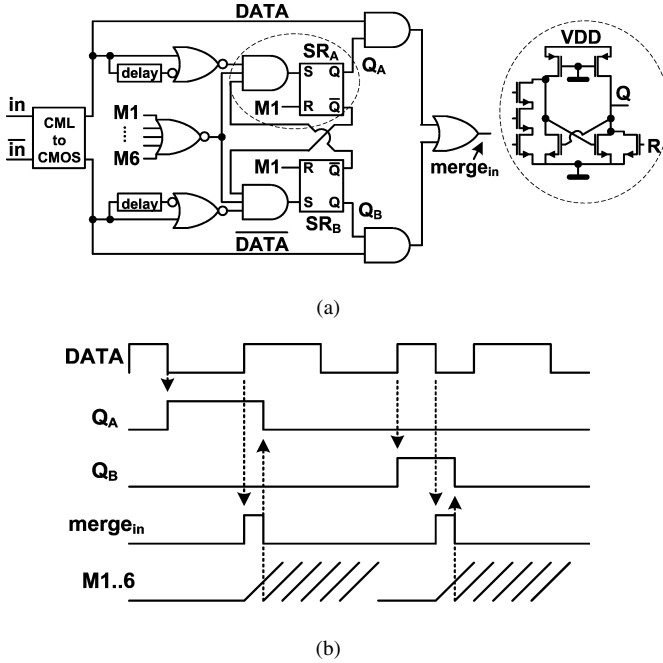 DATA
delay
in
in
CML
to
CMOS
M1
M6
M1
SR_A
S Q
R Q
Q_A
M1
R Q
S Q
SR_B
Q_B
delay
DATA
merge_in
VDD
Q
R
(a)
DATA
Q_A
Q_B
merge_in
M1..6
(b)